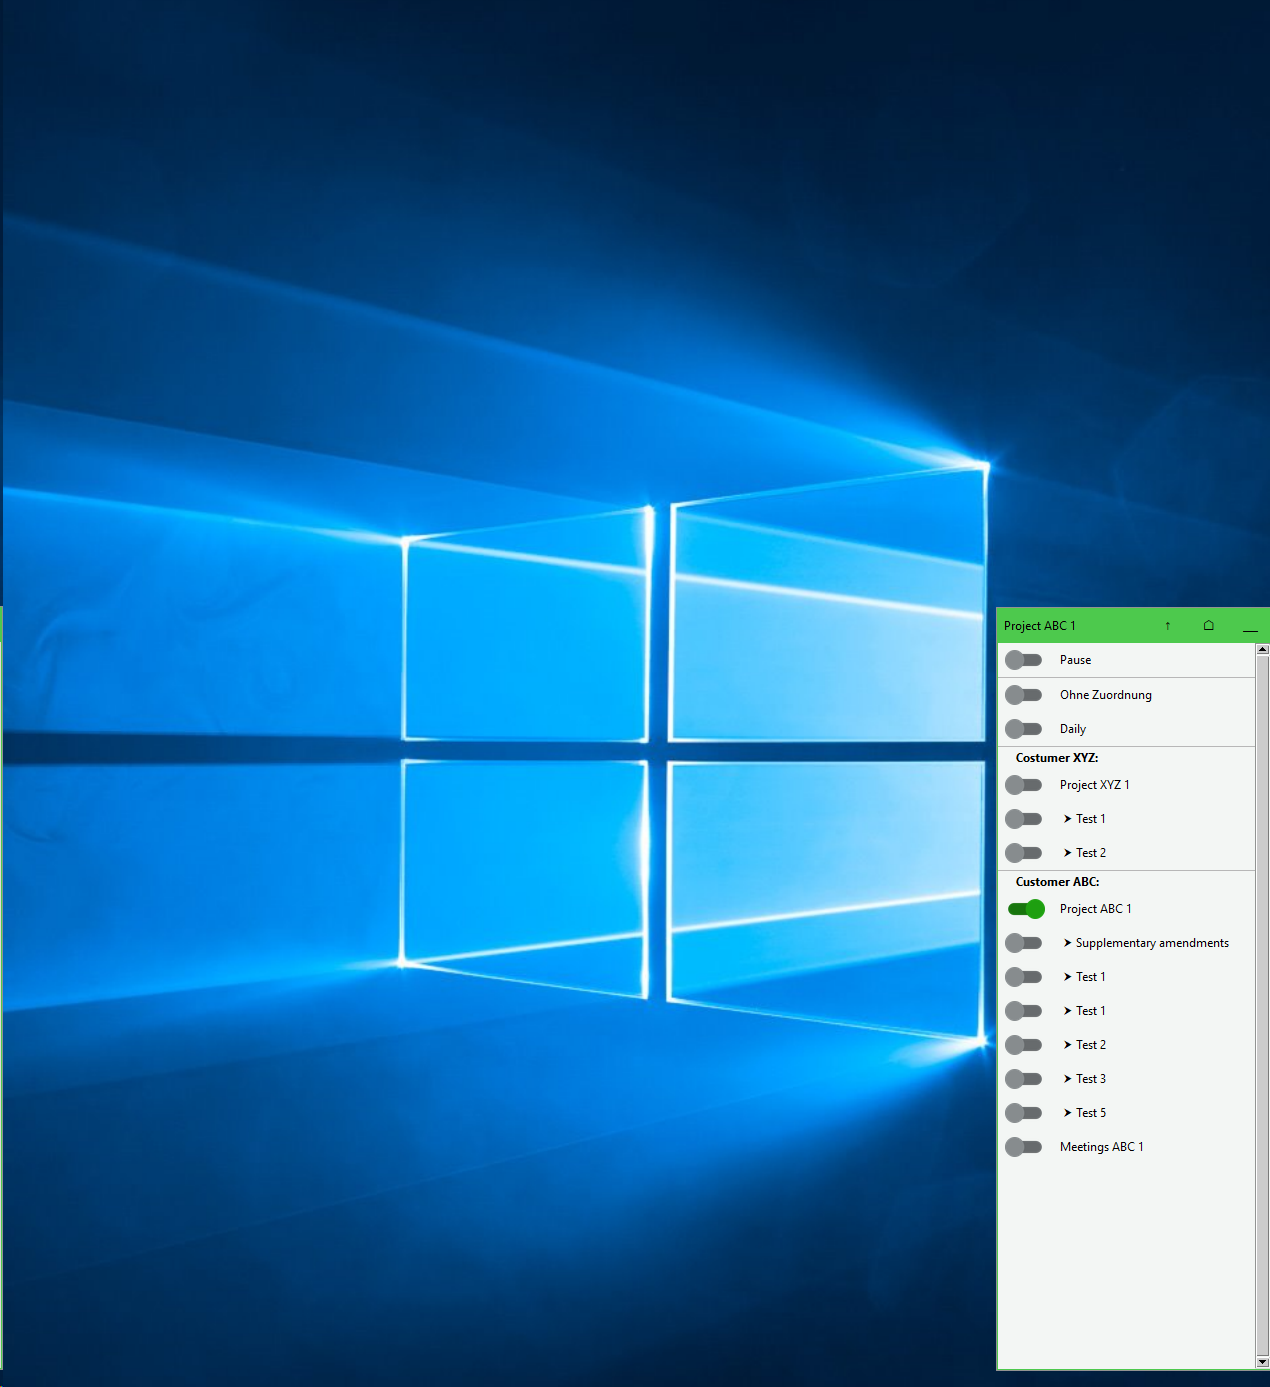 Project ABC 1
Pause
Ohne Zuordnung
Daily
Costumer XYZ:
Project XYZ 1
➤ Test 1
➤ Test 2
Customer ABC:
Project ABC 1
➤ Supplementary amendments
➤ Test 1
➤ Test 1
➤ Test 2
➤ Test 3
➤ Test 5
Meetings ABC 1